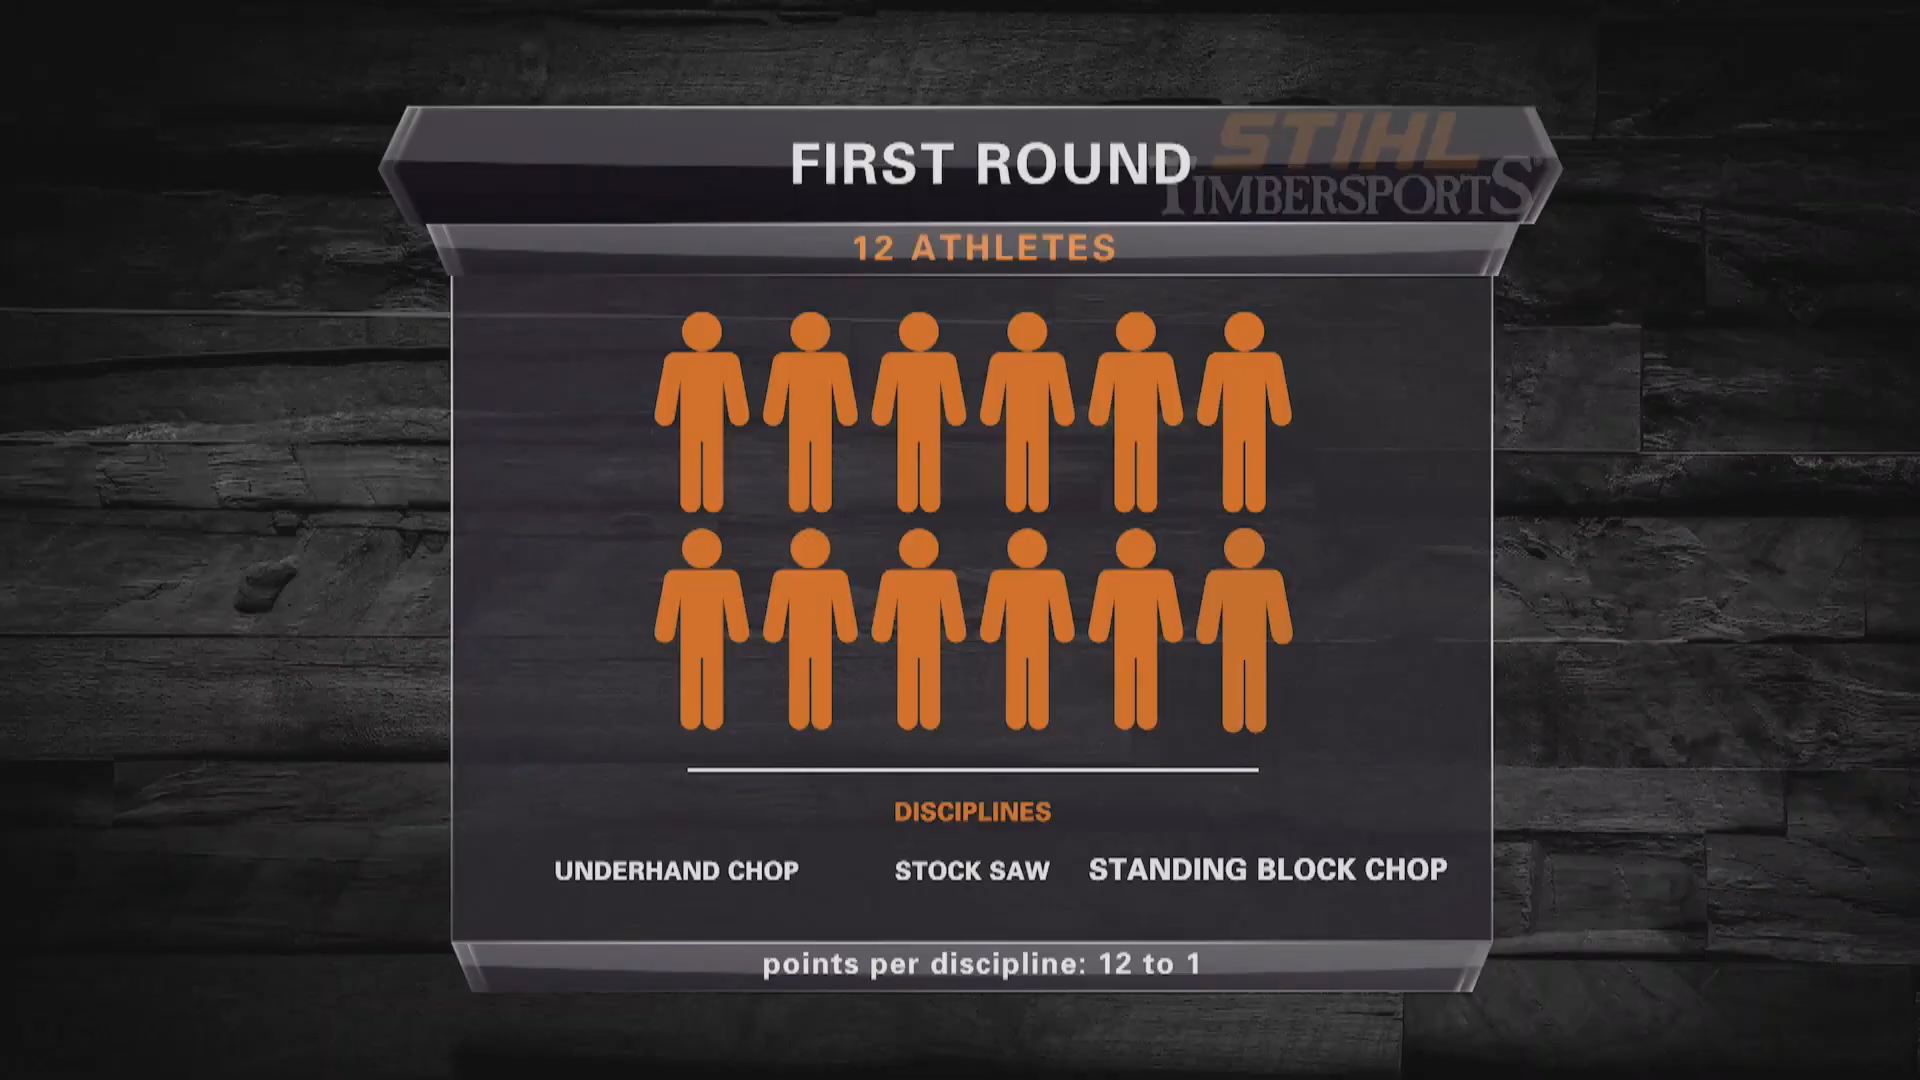 FIRST ROUND
STIHL
TIMBERSPORTS
12 ATHLETES
DISCIPLINES
UNDERHAND CHOP STOCK SAW STANDING BLOCK CHOP
points per discipline: 12 to 1